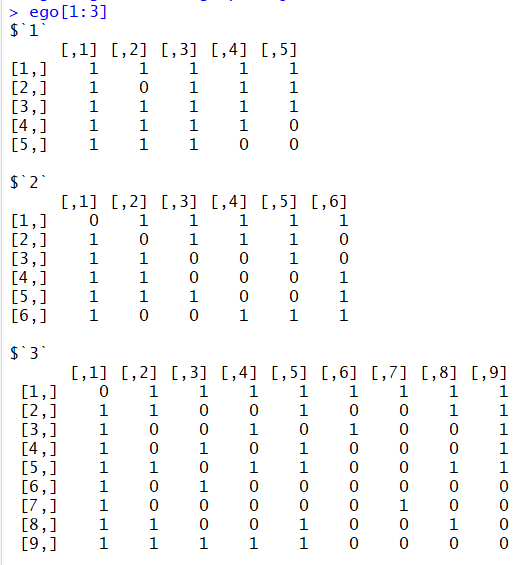 > ego[1:3]
$`1`
     [,1] [,2] [,3] [,4] [,5]
[1,]    1    1    1    1    1
[2,]    1    0    1    1    1
[3,]    1    1    1    1    1
[4,]    1    1    1    1    0
[5,]    1    1    1    0    0

$`2`
     [,1] [,2] [,3] [,4] [,5] [,6]
[1,]    0    1    1    1    1    1
[2,]    1    0    1    1    1    0
[3,]    1    1    0    0    1    0
[4,]    1    1    0    0    0    1
[5,]    1    1    1    0    0    1
[6,]    1    0    0    1    1    1

$`3`
      [,1] [,2] [,3] [,4] [,5] [,6] [,7] [,8] [,9]
 [1,]    0    1    1    1    1    1    1    1    1
 [2,]    1    1    0    0    1    0    0    1    1
 [3,]    1    0    0    1    0    1    0    0    1
 [4,]    1    0    1    0    1    0    0    0    1
 [5,]    1    1    0    1    1    0    0    1    1
 [6,]    1    0    1    0    0    0    0    0    0
 [7,]    1    0    0    0    0    0    1    0    0
 [8,]    1    1    0    0    1    0    0    1    0
 [9,]    1    1    1    1    1    0    0    0    0